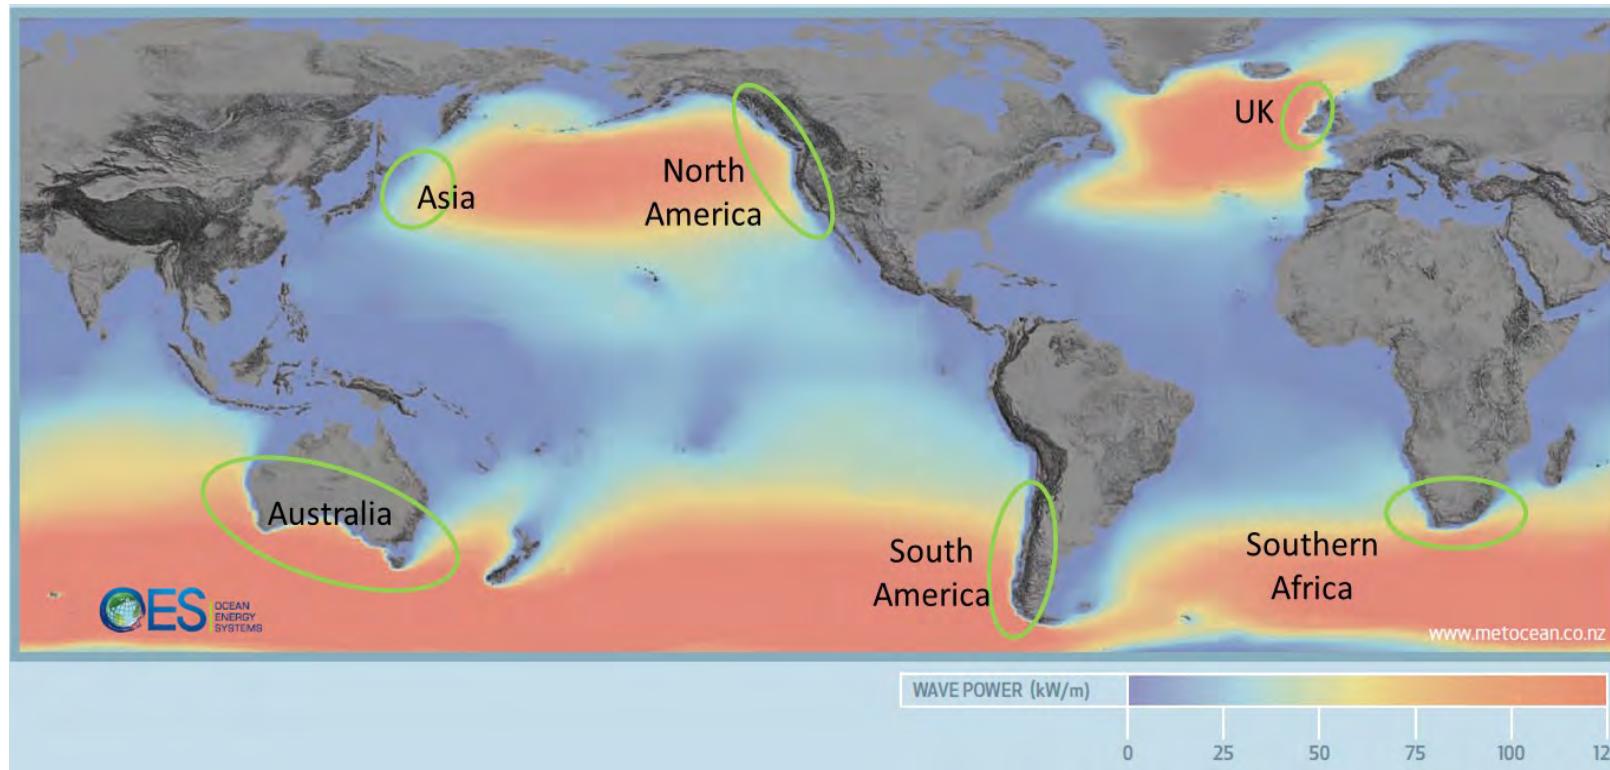 UK
North
America
Asia
Australia
South
America
Southern
Africa
OES
OCEAN
ENERGY
SYSTEMS
www.metocean.co.nz
WAVE POWER (kW/m)
0 25 50 75 100 12